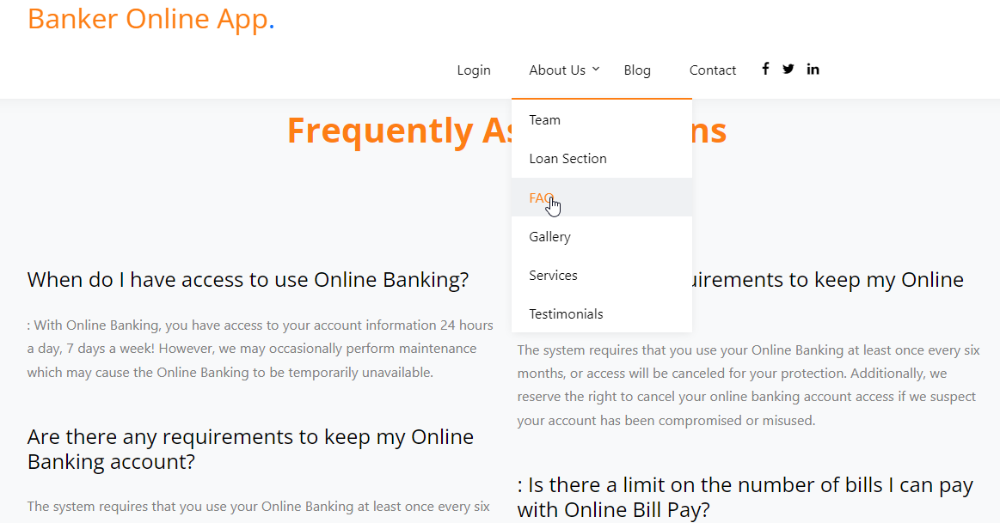 Banker Online App.
Login About Us Blog Contact
Team
Loan Section
FAQ
Gallery
Services
Testimonials
Frequently As ns
When do I have access to use Online Banking?
: With Online Banking, you have access to your account information 24 hours
a day, 7 days a week! However, we may occasionally perform maintenance
which may cause the Online Banking to be temporarily unavailable.
Are there any requirements to keep my Online
Banking account?
The system requires that you use your Online Banking at least once every six
to keep my Online
The system requires that you use your Online Banking at least once every six
months, or access will be canceled for your protection. Additionally, we
reserve the right to cancel your online banking account access if we suspect
your account has been compromised or misused.
: Is there a limit on the number of bills I can pay
with Online Bill Pay?